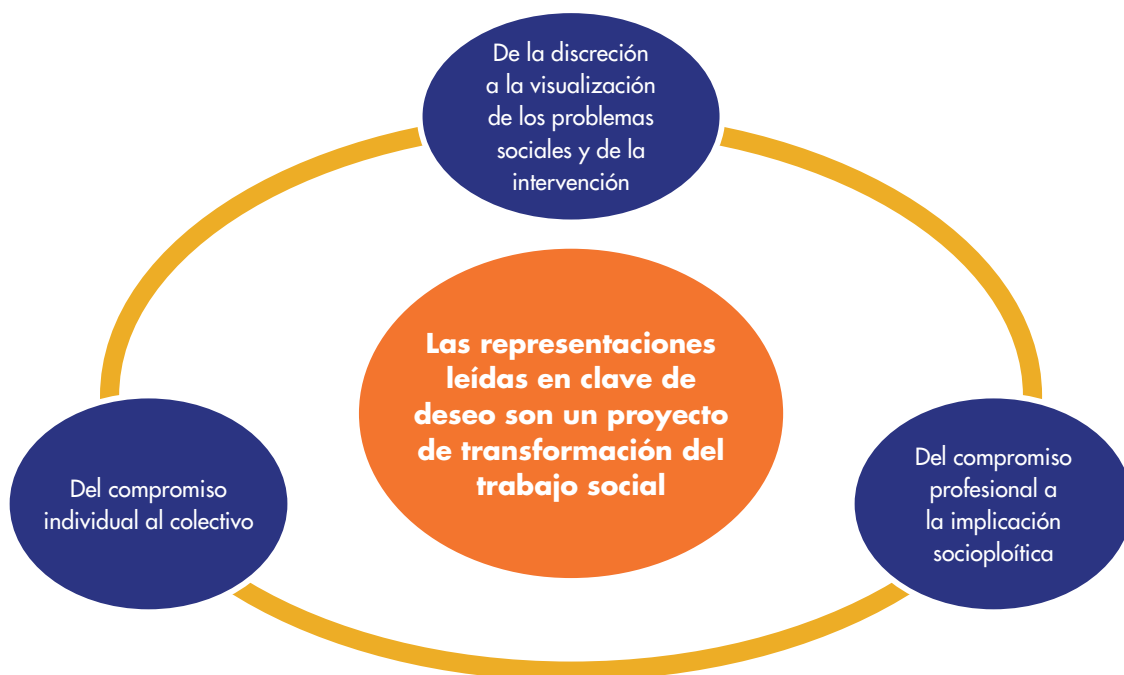 De la discreción
a la visualización
de los problemas
sociales y de la
intervención
Las representaciones
leídas en clave de
deseo son un proyecto
de transformación del
trabajo social
Del compromiso
individual al colectivo
Del compromiso
profesional a
la implicación
socioploítica